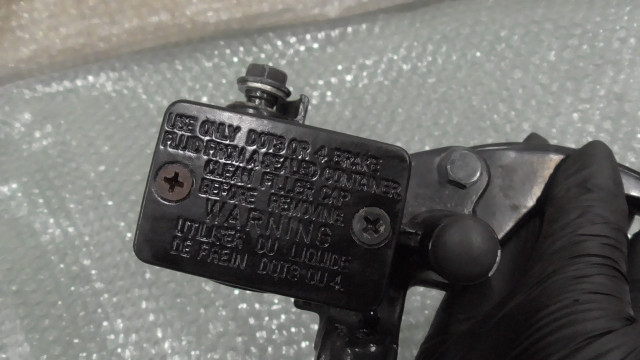 USE ONLY DOT3 OR 4 BRAKE
FLUID FROM A SEALED CONTAINER
CLEAN FILLER CAP
BEFORE REMOVING
WARNING
UTILISER DU LIQUIDE
DE FREIN DOT3 OU 4